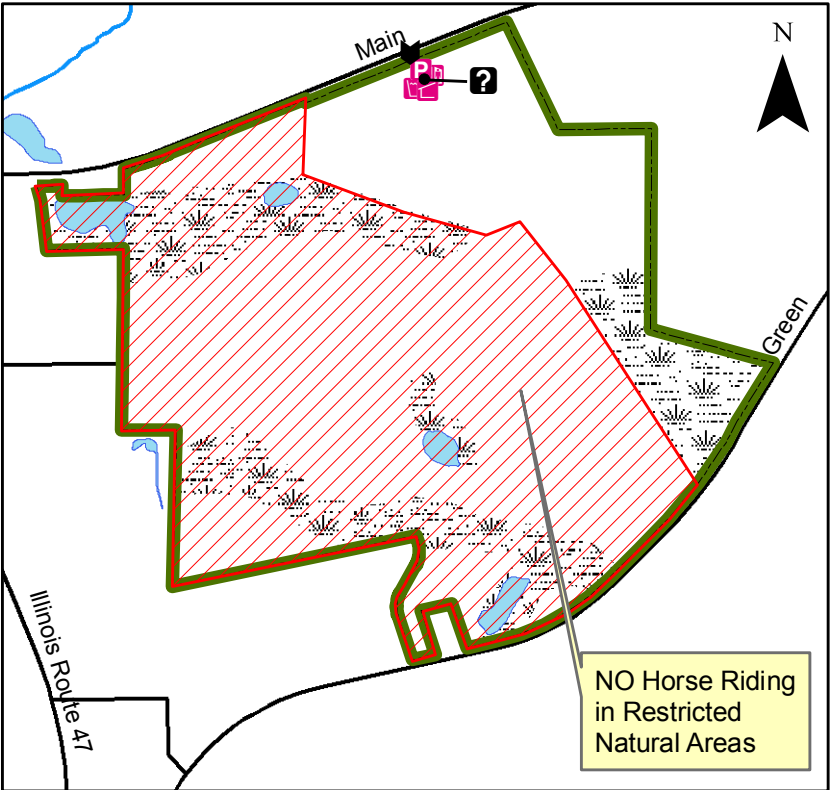 Main
N
P
?
Green
Illinois Route 47
NO Horse Riding
in Restricted
Natural Areas